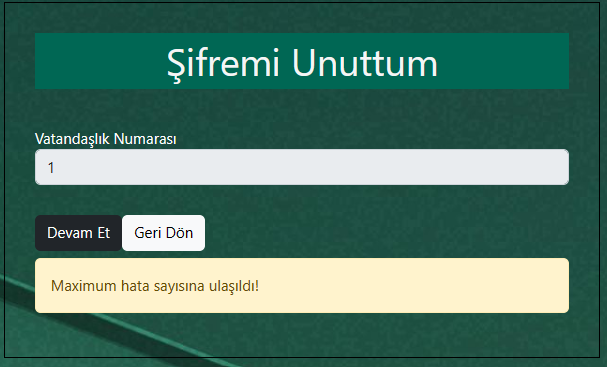 Şifremi Unuttum
Vatandaşlık Numarası
1
Devam Et Geri Dön
Maximum hata sayısına ulaşıldı!